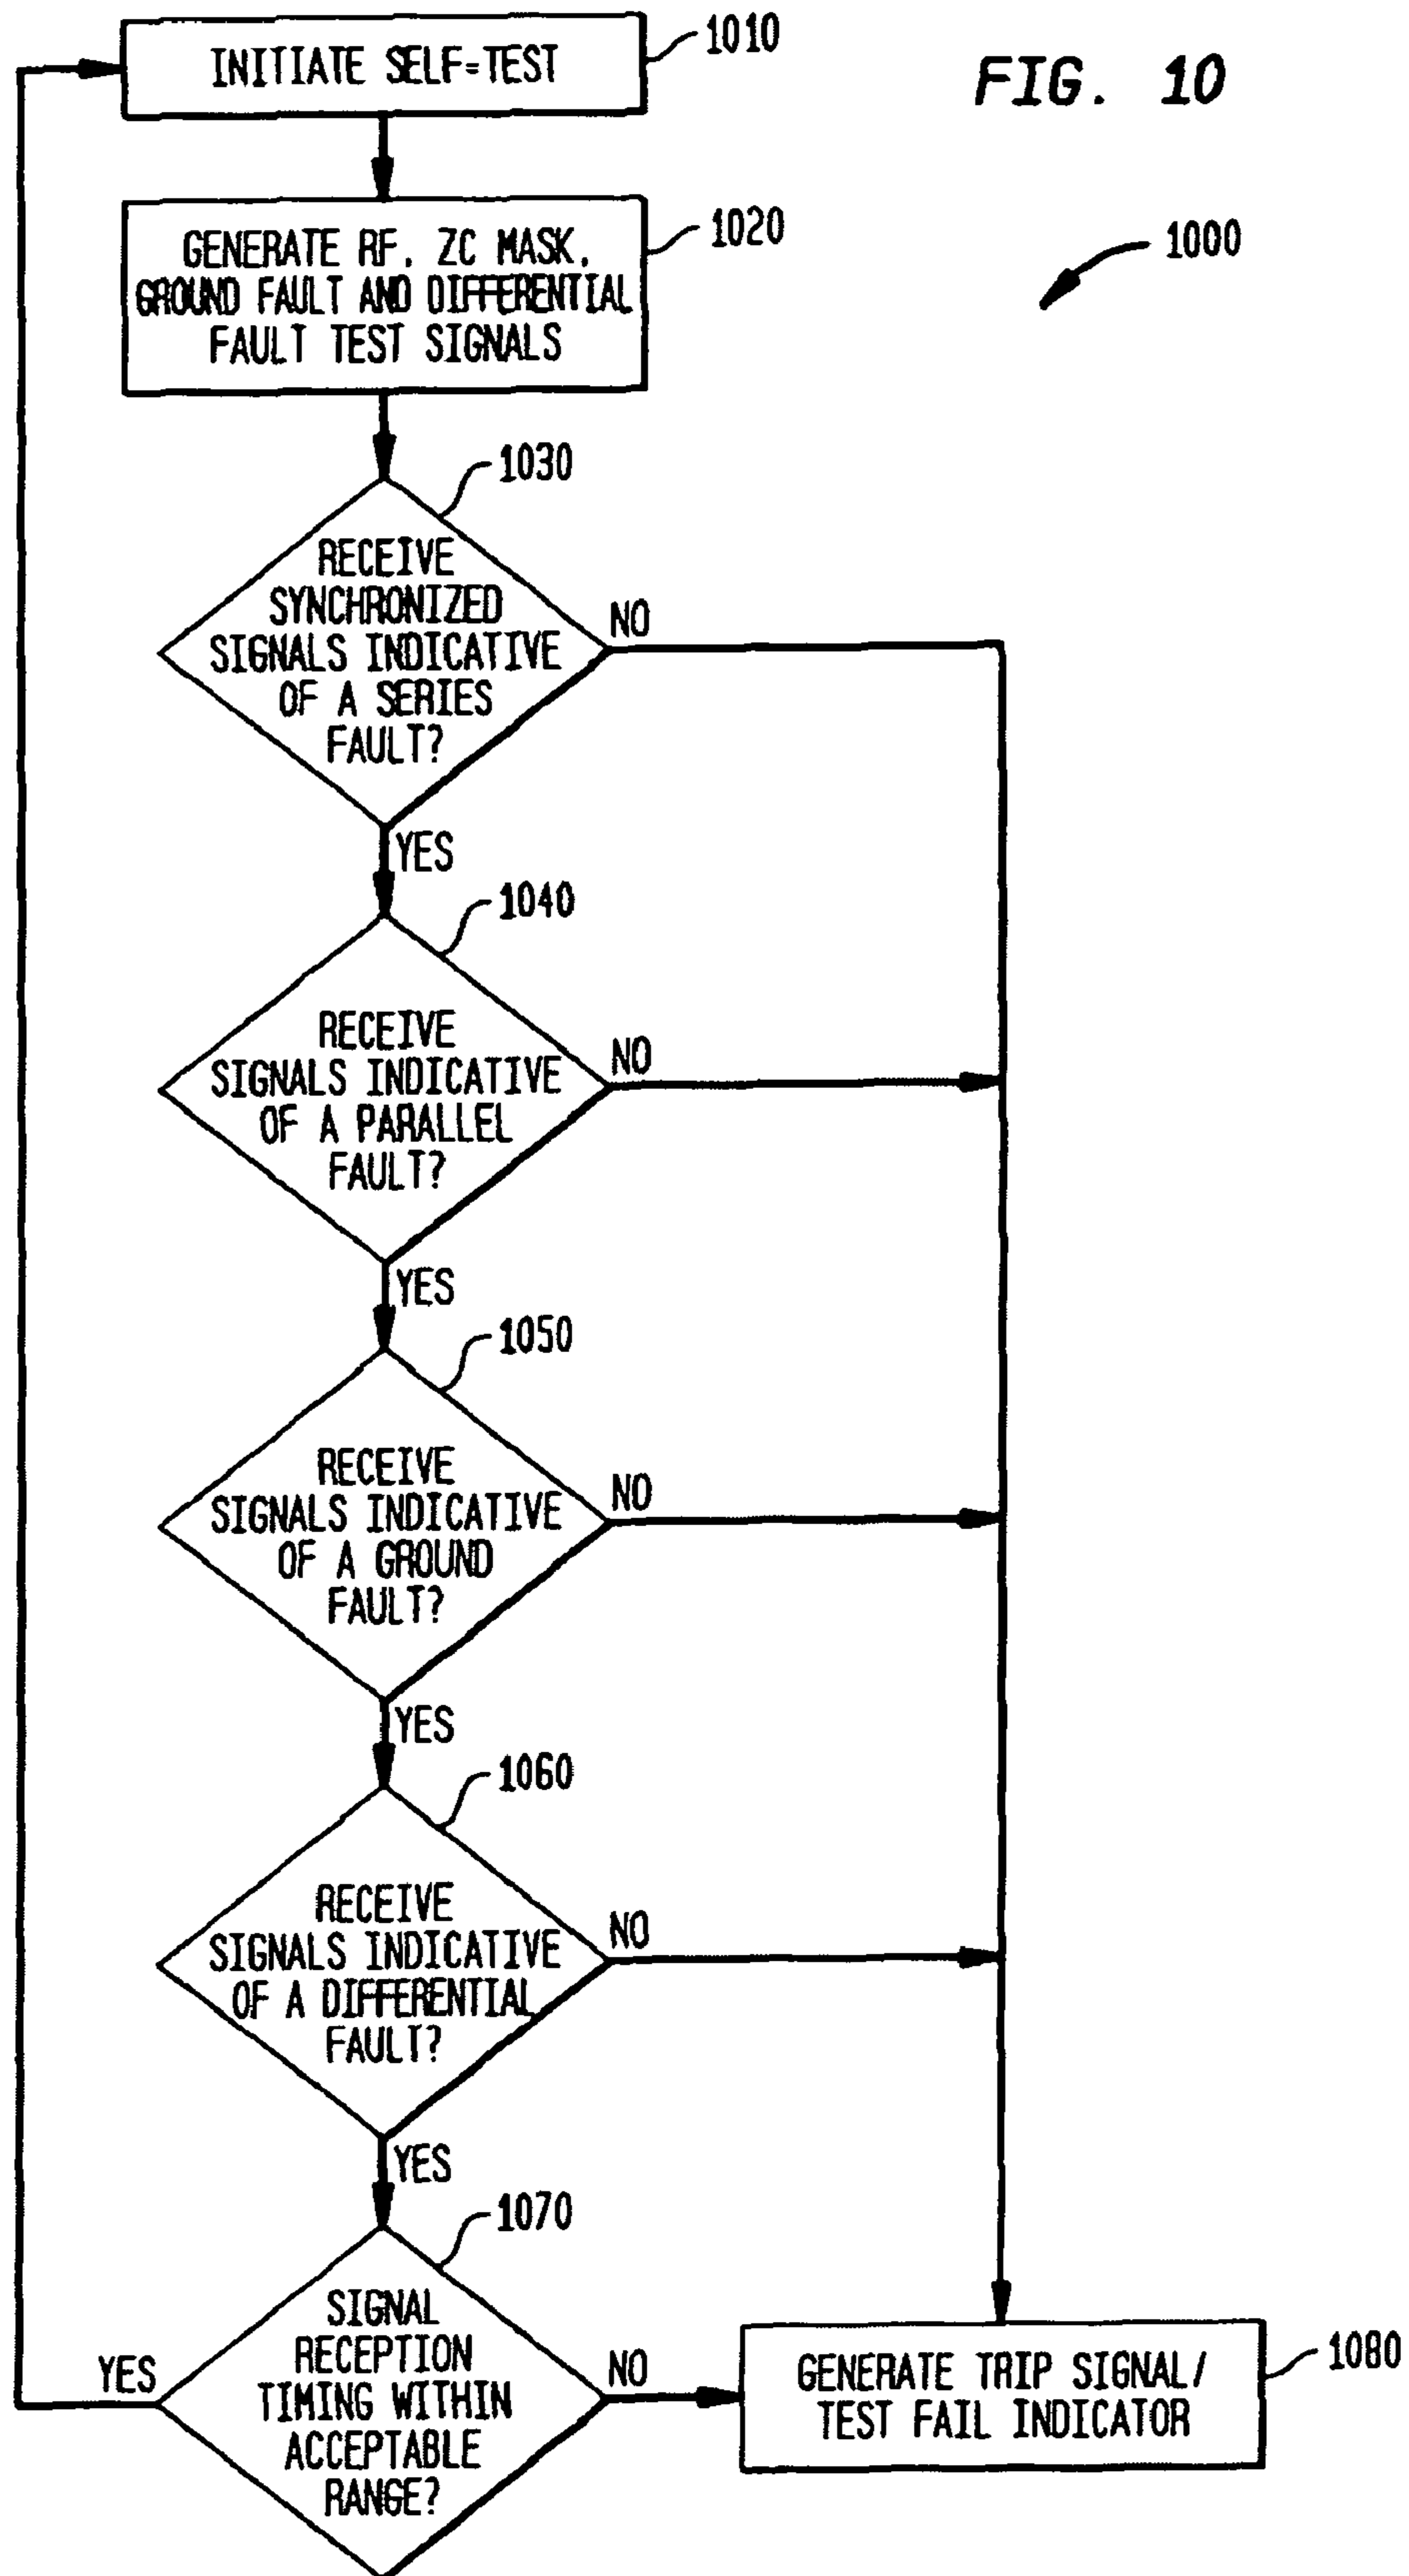 1010
INITIATE SELF=TEST
FIG. 10
1020
GENERATE RF, ZC MASK,
GROUND FAULT AND DIFFERENTIAL
FAULT TEST SIGNALS
1000
1030
RECEIVE
SYNCHRONIZED
SIGNALS INDICATIVE
OF A SERIES
FAULT?
NO
YES
1040
RECEIVE
SIGNALS INDICATIVE
OF A PARALLEL
FAULT?
NO
YES
1050
RECEIVE
SIGNALS INDICATIVE
OF A GROUND
FAULT?
NO
YES
1060
RECEIVE
SIGNALS INDICATIVE
OF A DIFFERENTIAL
FAULT?
NO
YES
1070
SIGNAL
RECEPTION
TIMING WITHIN
ACCEPTABLE
RANGE?
YES
NO
GENERATE TRIP SIGNAL/
TEST FAIL INDICATOR
1080